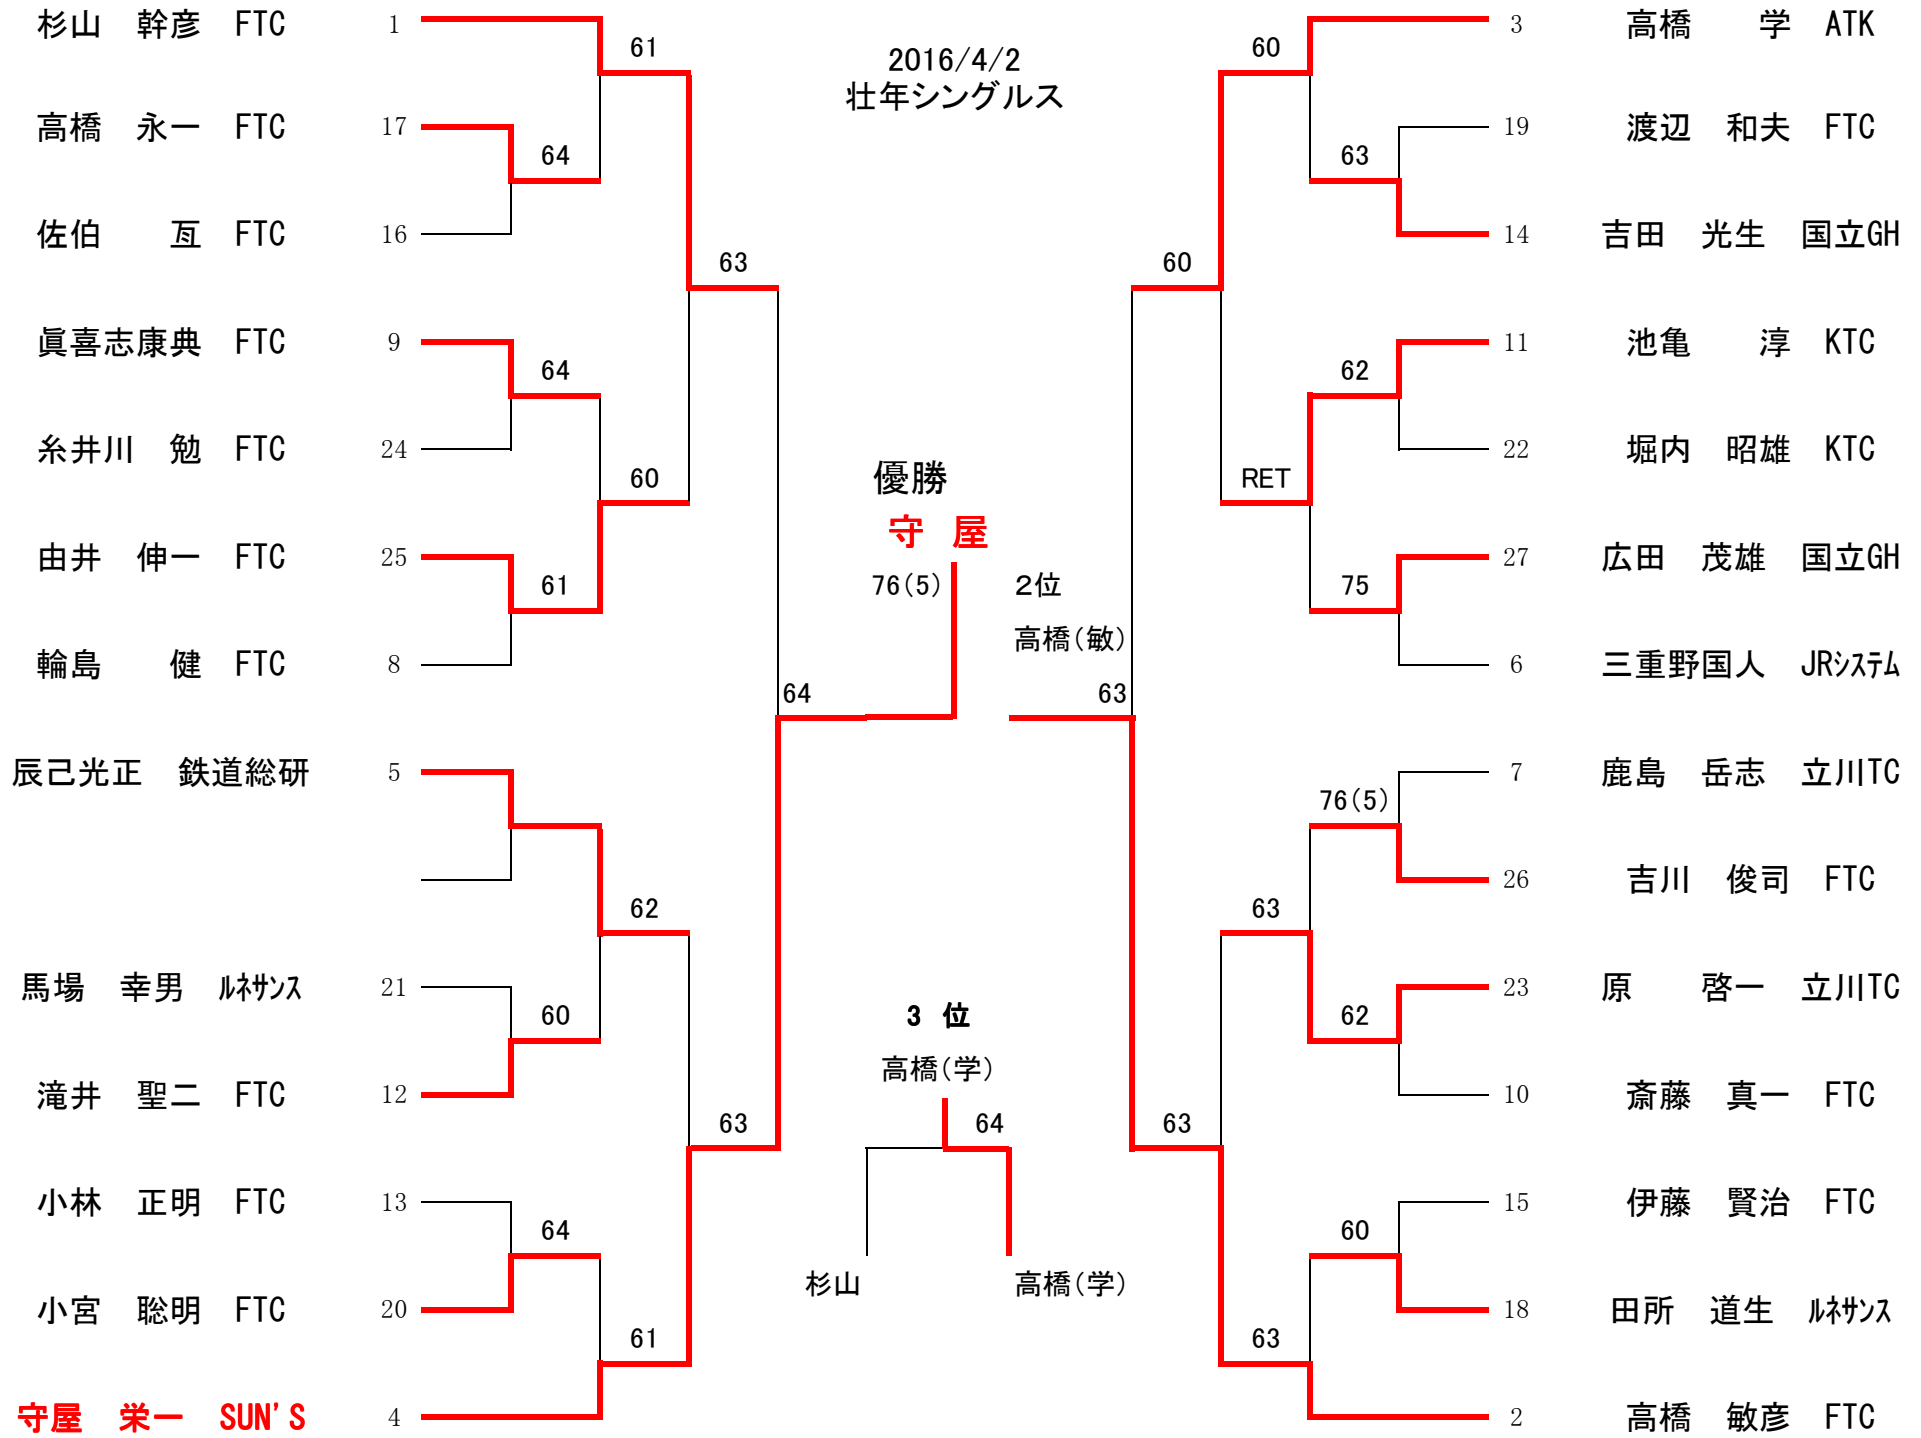 2016/4/2
壮年シングルス
杉山　幹彦　FTC 1
61
高橋　永一　FTC 17
64
佐伯　　亙　FTC 16
63
眞喜志康典　FTC 9
64
糸井川　勉　FTC 24
60
由井　伸一　FTC 25
61
輪島　　健　FTC 8
64
辰己光正　鉄道総研 5
62
馬場　幸男　ﾙﾈｻﾝｽ 21
60
滝井　聖二　FTC 12
63
小林　正明　FTC 13
64
小宮　聡明　FTC 20
61
守屋　栄一　SUN'S 4
優勝
守　屋
76(5)
２位
高橋(敏)
3　位
高橋(学)
64
杉山
高橋(学)
3 高橋　　学　ATK
60
19 渡辺　和夫　FTC
63
14 吉田　光生　国立GH
60
11 池亀　　淳　KTC
62
22 堀内　昭雄　KTC
RET
27 広田　茂雄　国立GH
75
6 三重野国人　JRｼｽﾃﾑ
63
7 鹿島　岳志　立川TC
76(5)
26 吉川　俊司　FTC
63
23 原　　啓一　立川TC
62
10 斎藤　真一　FTC
63
15 伊藤　賢治　FTC
60
18 田所　道生　ﾙﾈｻﾝｽ
63
2 高橋　敏彦　FTC